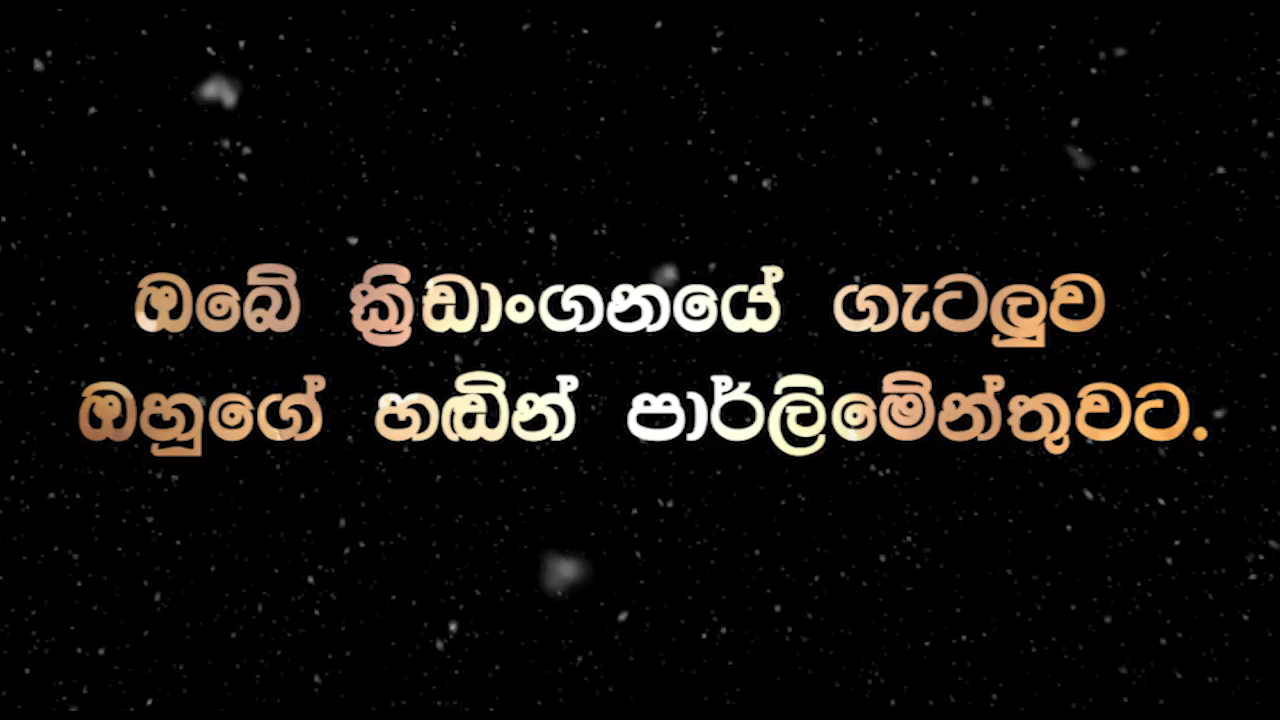 ඔබේ ක්‍රිඩාංගනයේ ගැටලුව
ඔහුගේ හඬින් පාර්ලිමේන්තුවට.